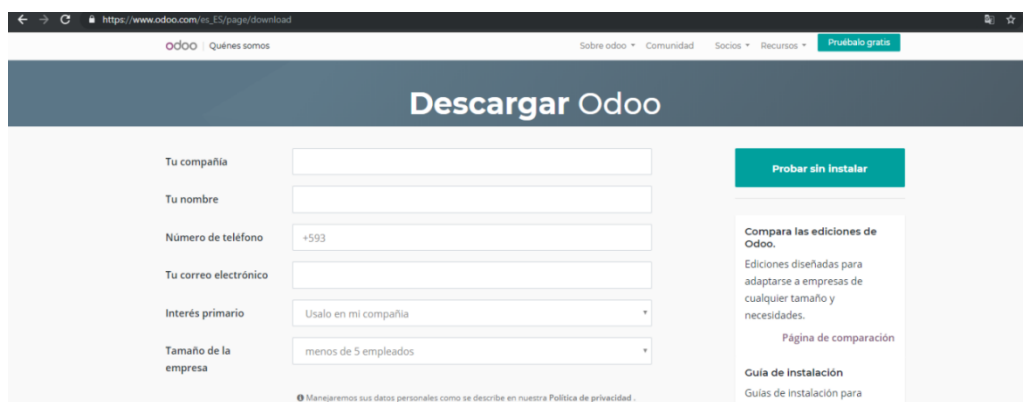 https://www.odoo.com/es_ES/page/download
odoo Quénes somos Sobre odoo Comunidad Socios Recursos Pruébalo gratis
Descargar Odoo
Tu compañía
Tu nombre
Número de teléfono +593
Tu correo electrónico
Interés primario Usalo en mi compañia
Tamaño de la empresa menos de 5 empleados
Manejaremos sus datos personales como se describe en nuestra Política de privacidad .
Probar sin instalar
Compara las ediciones de
Odoo.
Ediciones diseñadas para
adaptarse a empresas de
cualquier tamaño y
necesidades.
Página de comparación
Guía de instalación
Guías de instalación para